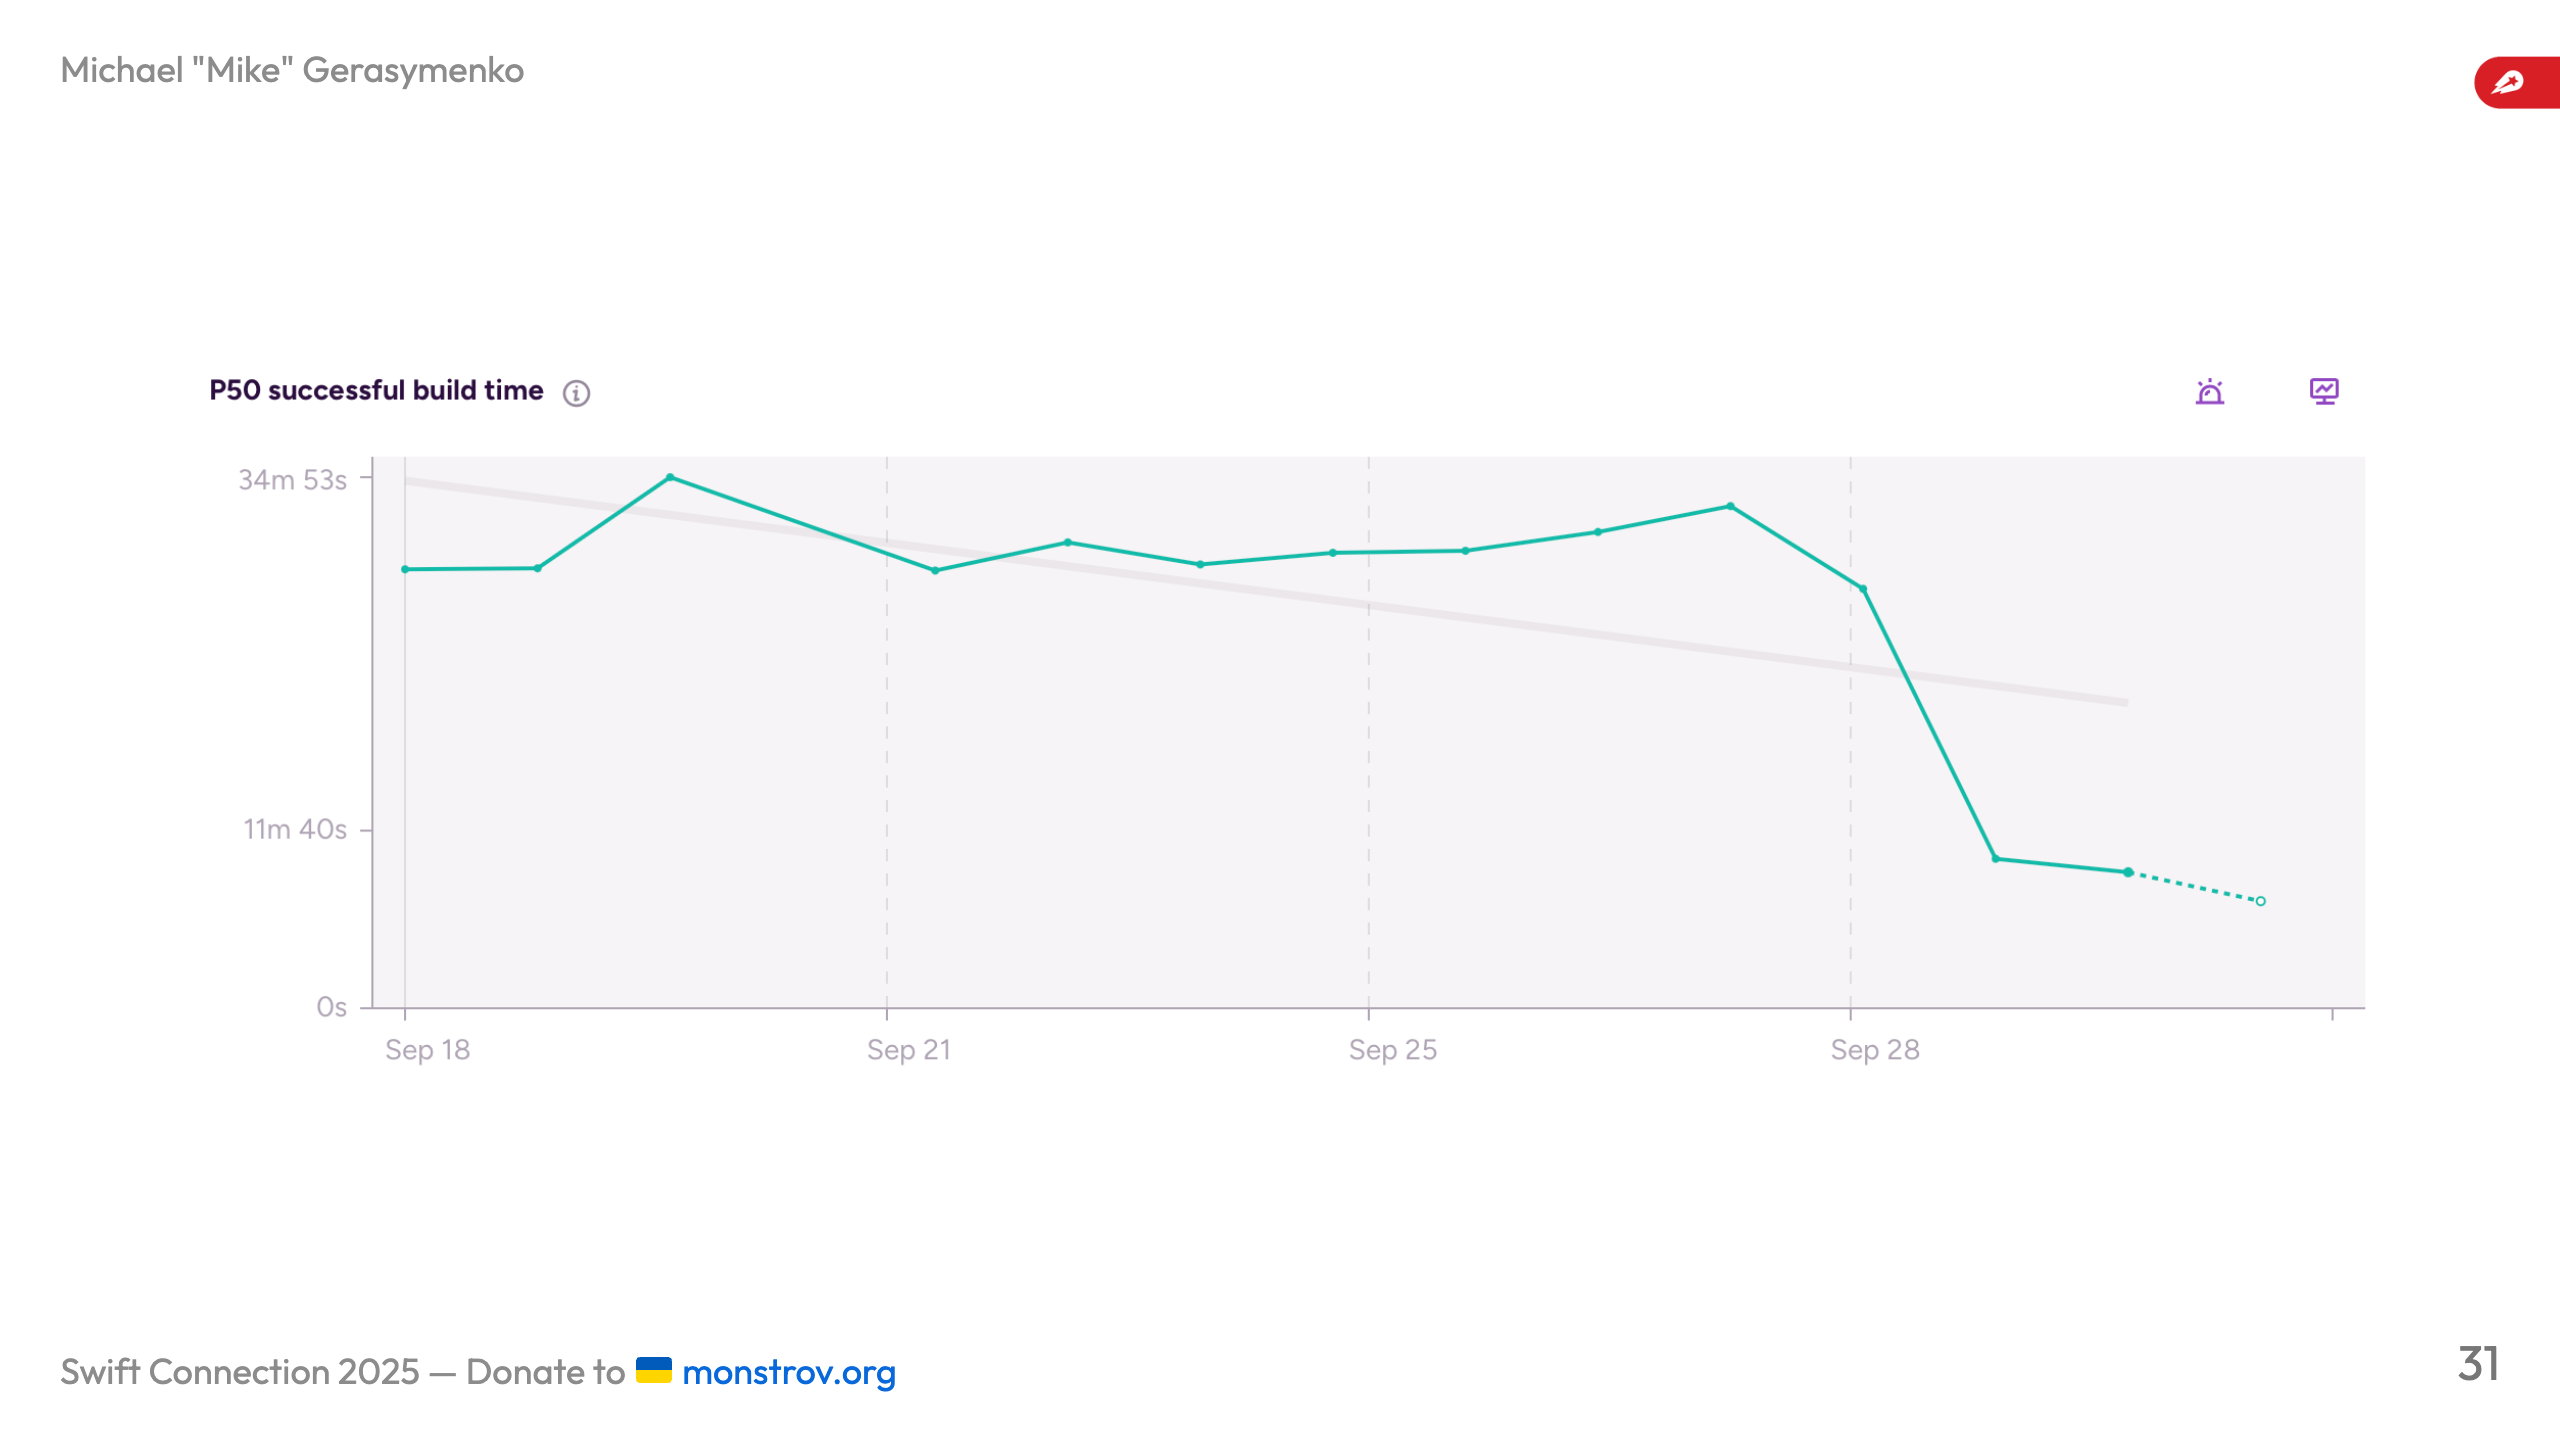 Michael "Mike" Gerasymenko
P50 successful build time
34m 53s
11m 40s
0s
Sep 18
Sep 21
Sep 25
Sep 28
Swift Connection 2025 — Donate to 🇺🇦 monstrov.org
31